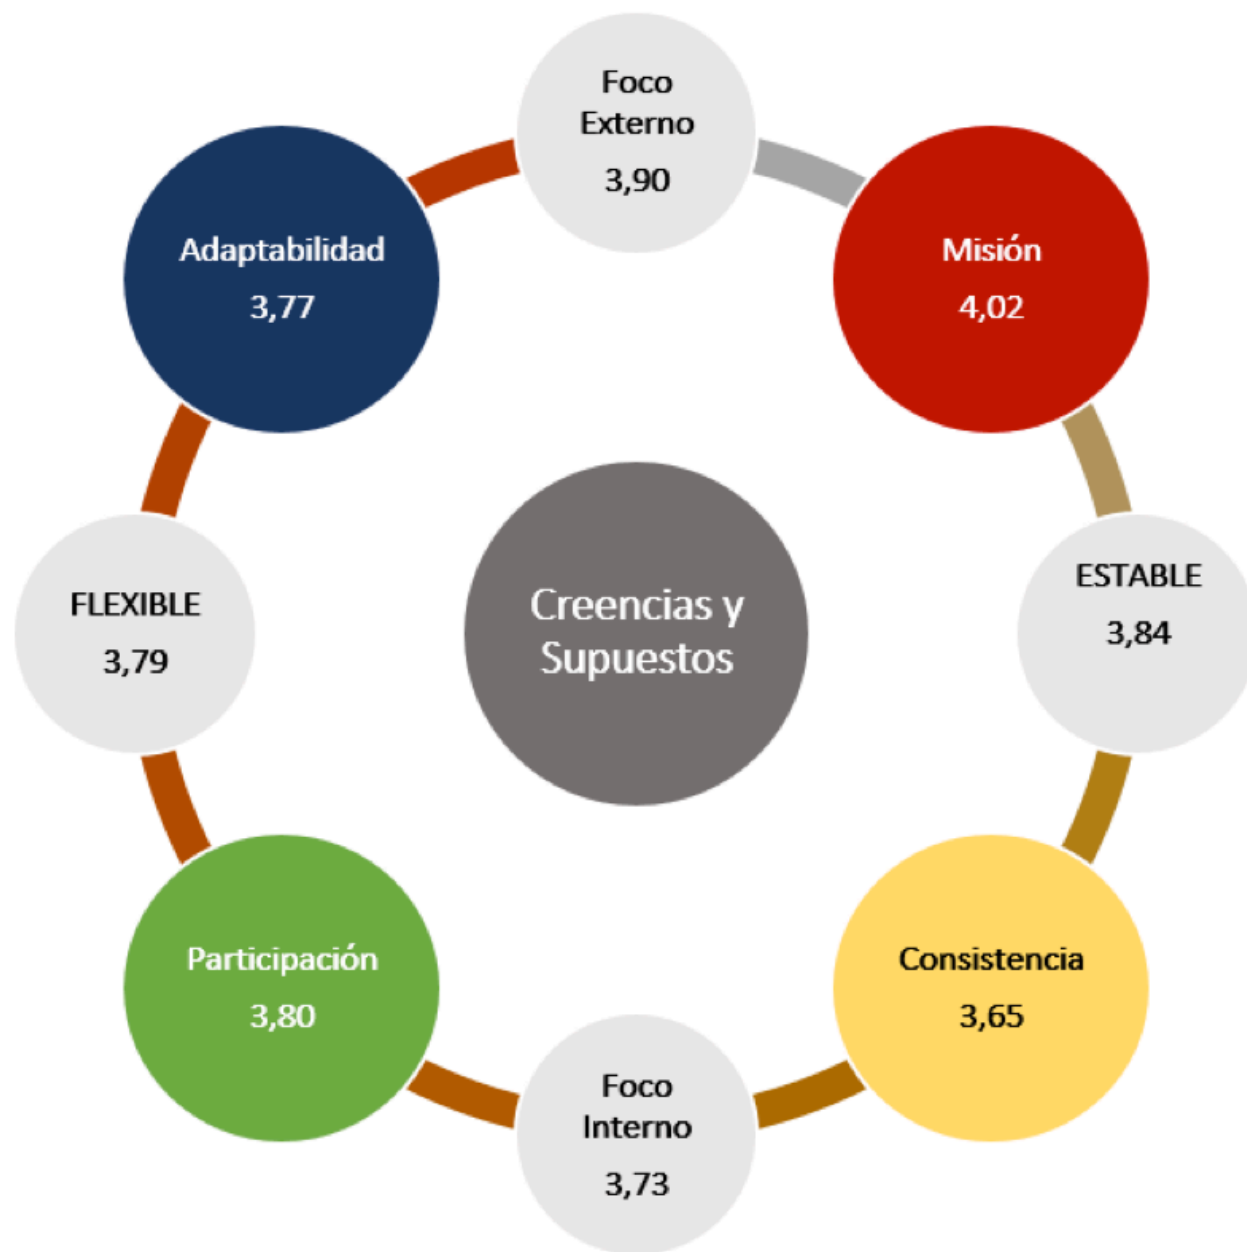 Foco
Externo
3,90
Adaptabilidad
3,77
Misión
4,02
FLEXIBLE
3,79
Creencias y
Supuestos
ESTABLE
3,84
Participación
3,80
Consistencia
3,65
Foco
Interno
3,73